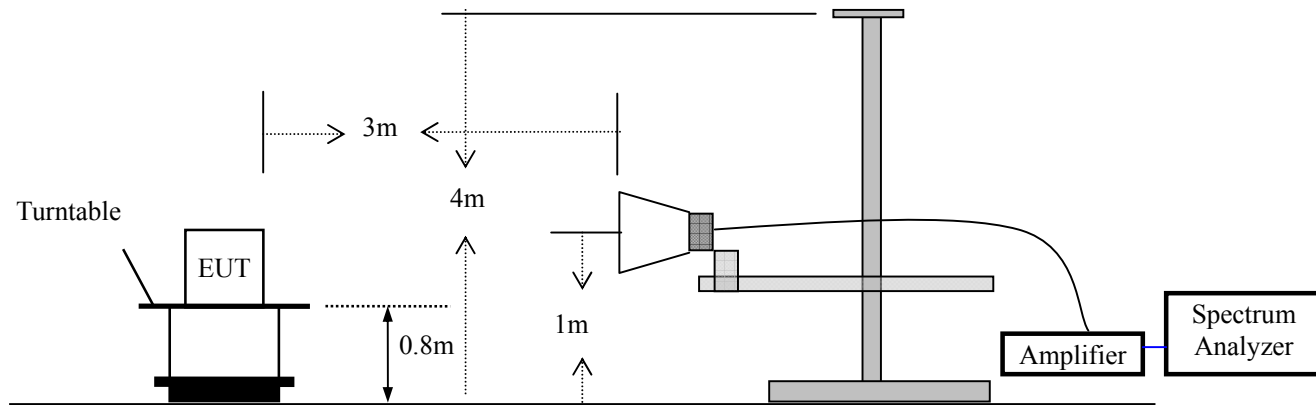 3m
4m
Turntable
EUT
1m
0.8m
Spectrum
Analyzer
Amplifier